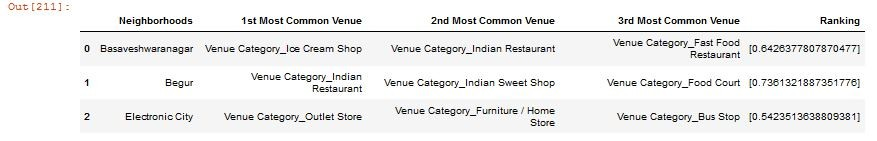 Out[211]:
Neighborhoods 1st Most Common Venue 2nd Most Common Venue 3rd Most Common Venue Ranking
0 Basaveshwaranagar Venue Category_Ice Cream Shop Venue Category_Indian Restaurant Venue Category_Fast Food Restaurant [0.6426377807870477]
1 Begur Venue Category_Indian Restaurant Venue Category_Indian Sweet Shop Venue Category_Food Court [0.7361321887351776]
2 Electronic City Venue Category_Outlet Store Venue Category_Furniture / Home Store Venue Category_Bus Stop [0.5423513638809381]